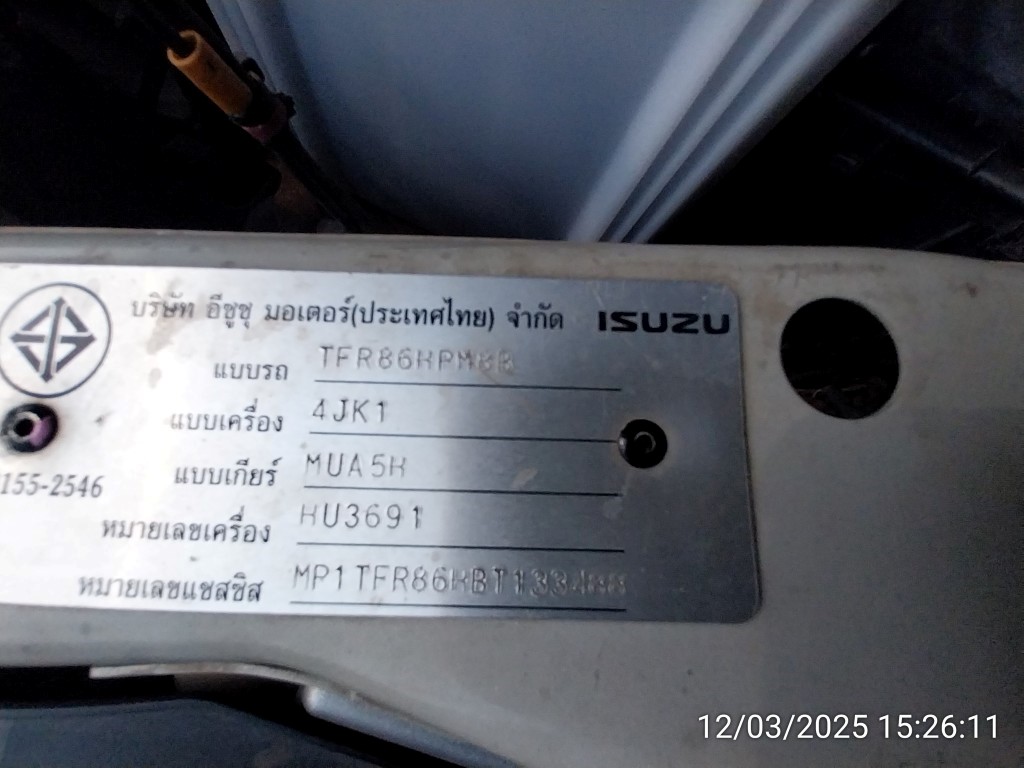 บริษัท อีซูซุ มอเตอร์(ประเทศไทย) จำกัด ISUZU
แบบรถ TFR86HPM8B
แบบเครื่อง 4JK1
แบบเกียร์ MUA5H
155-2546
หมายเลขเครื่อง HU3691
หมายเลขแชสซิส
12/03/2025 15:26:11